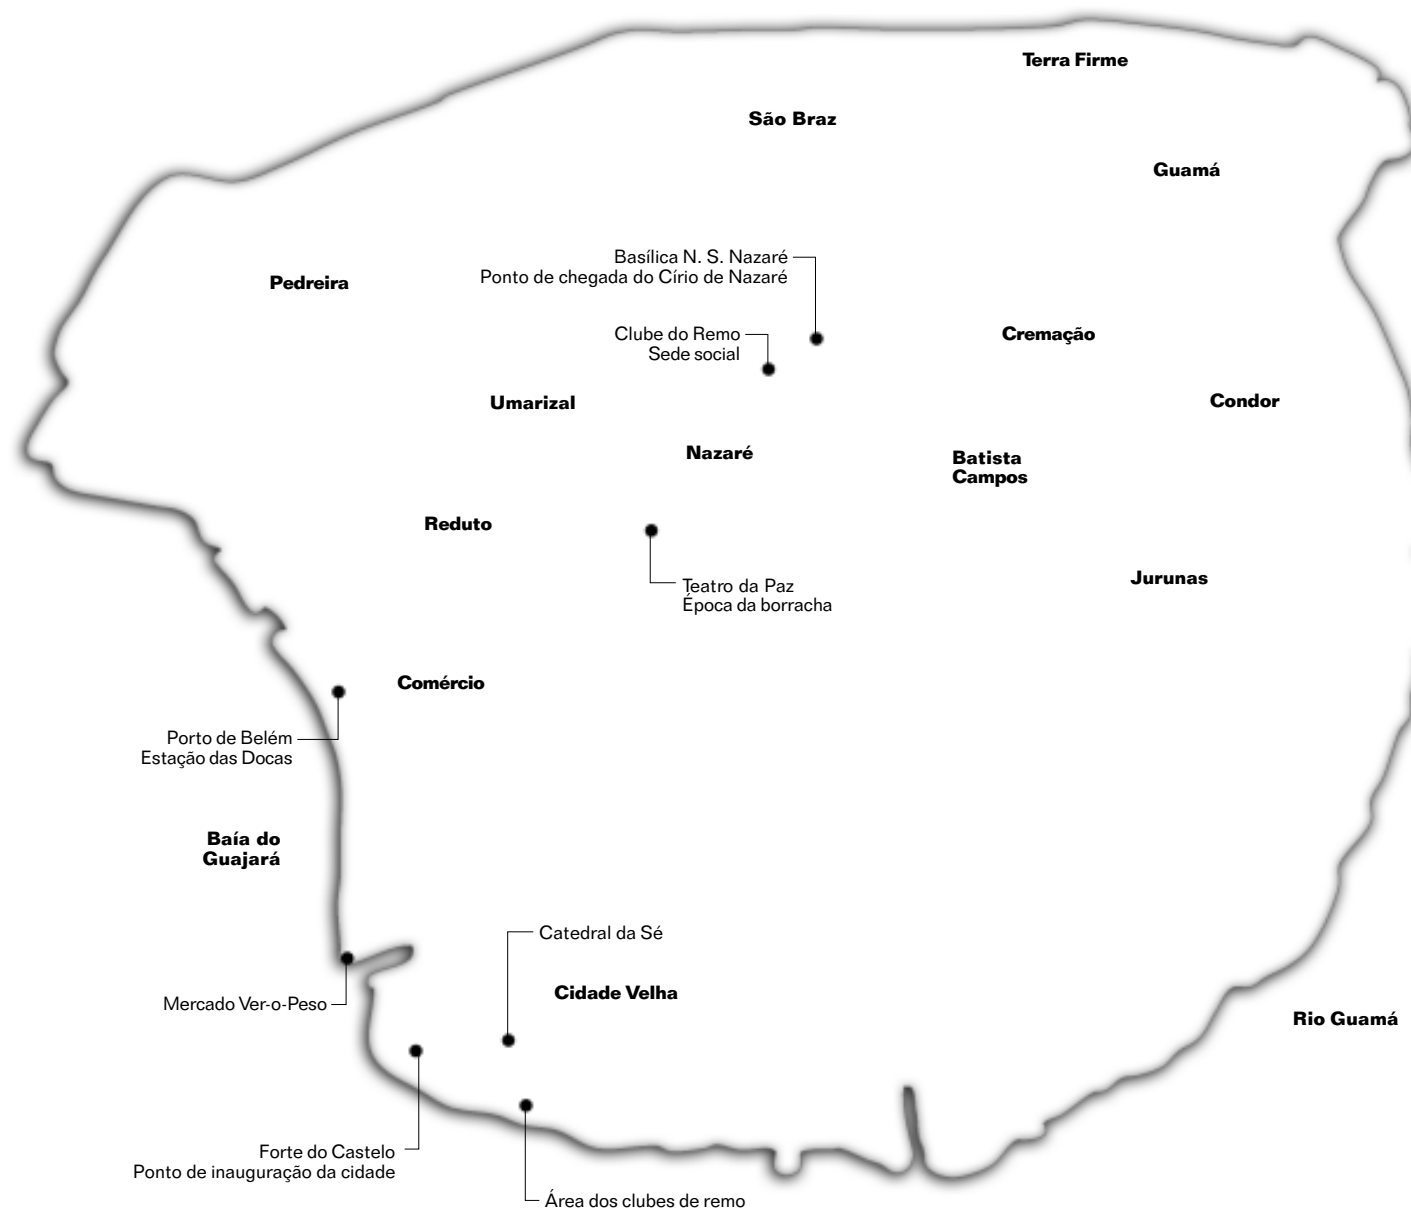 Terra Firme
São Braz
Guamá
Basílica N. S. Nazaré
Ponto de chegada do Círio de Nazaré
Pedreira
Clube do Remo
Sede social
Cremação
Umarizal
Condor
Nazaré
Batista
Campos
Reduto
Teatro da Paz
Época da borracha
Jurunas
Comércio
Porto de Belém
Estação das Docas
Baía do
Guajará
Catedral da Sé
Cidade Velha
Mercado Ver-o-Peso
Rio Guamá
Forte do Castelo
Ponto de inauguração da cidade
Área dos clubes de remo